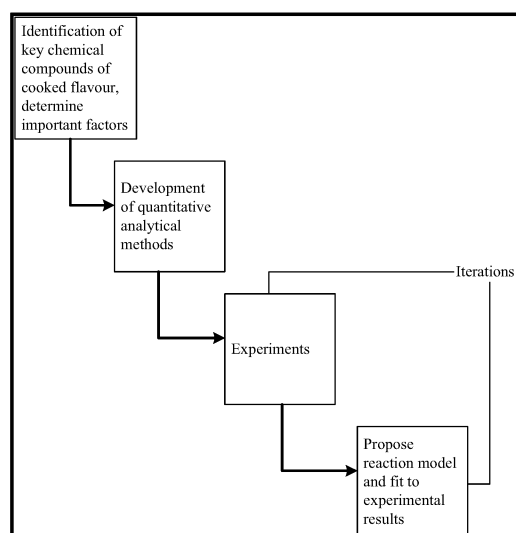 Identification of
key chemical
compounds of
cooked flavour,
determine
important factors
Development
of quantitative
analytical
methods
Iterations
Experiments
Propose
reaction model
and fit to
experimental
results